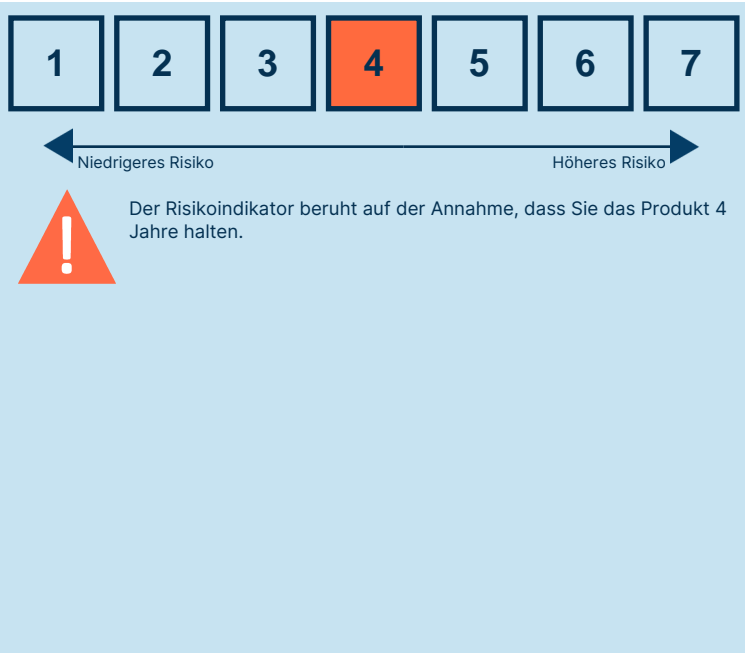 1 2 3 4 5 6 7
Niedrigeres Risiko Höheres Risiko
Der Risikoindikator beruht auf der Annahme, dass Sie das Produkt 4
Jahre halten.